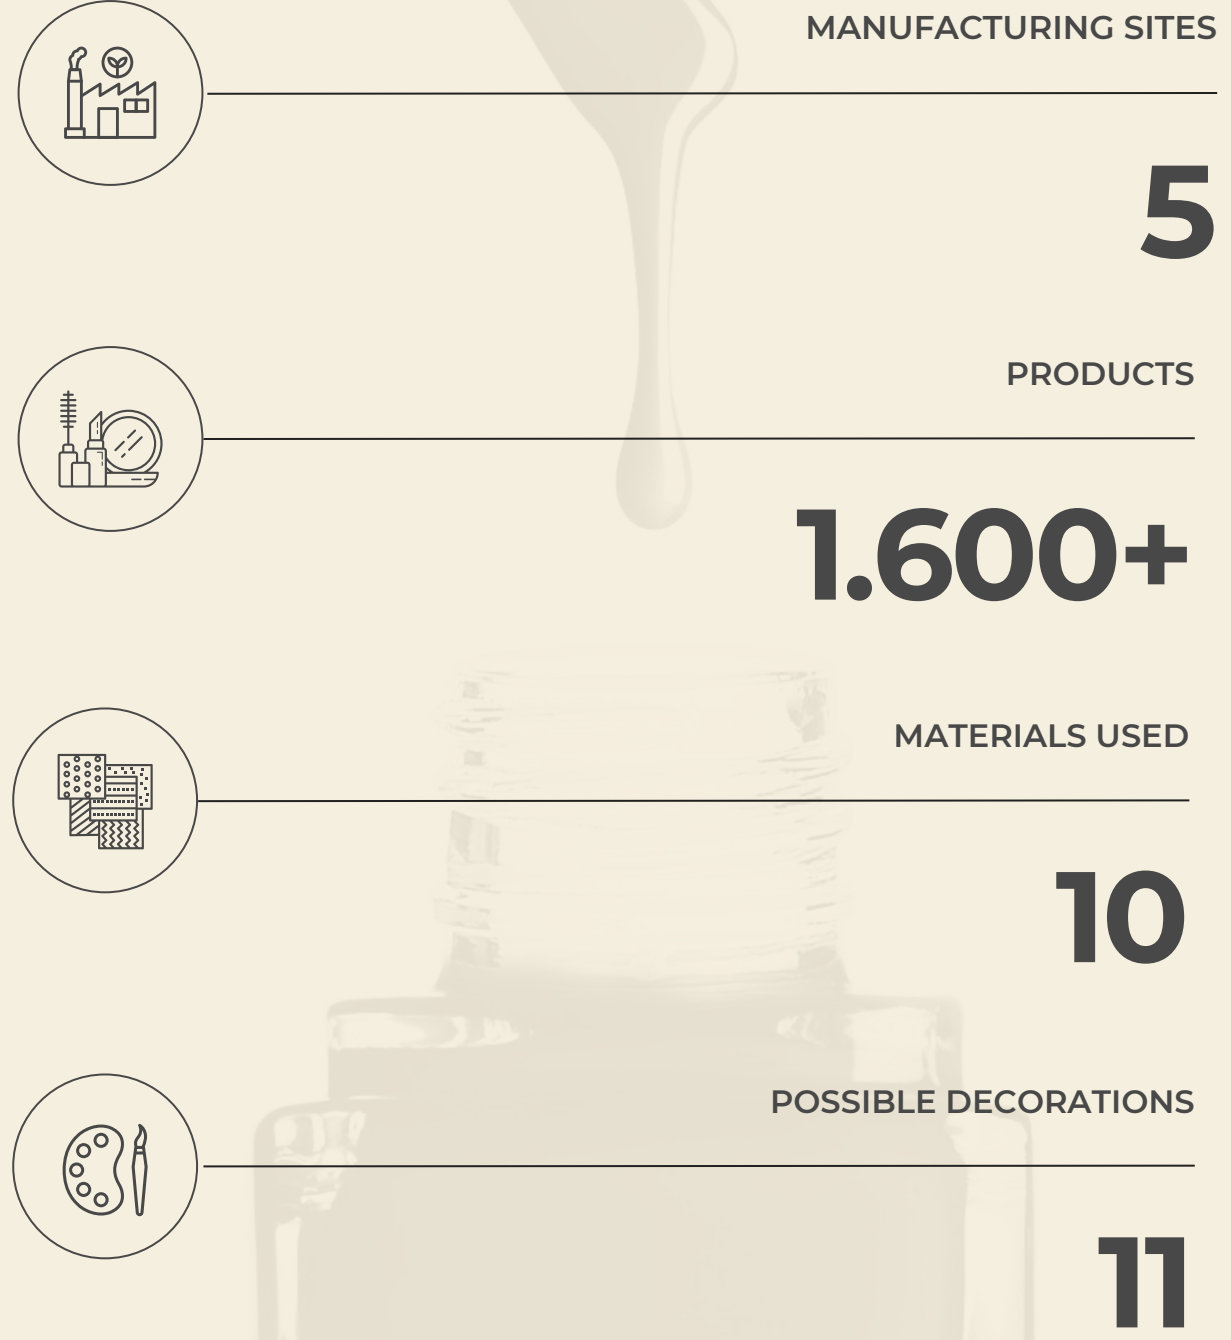 MANUFACTURING SITES
5
PRODUCTS
1.600+
MATERIALS USED
10
POSSIBLE DECORATIONS
11